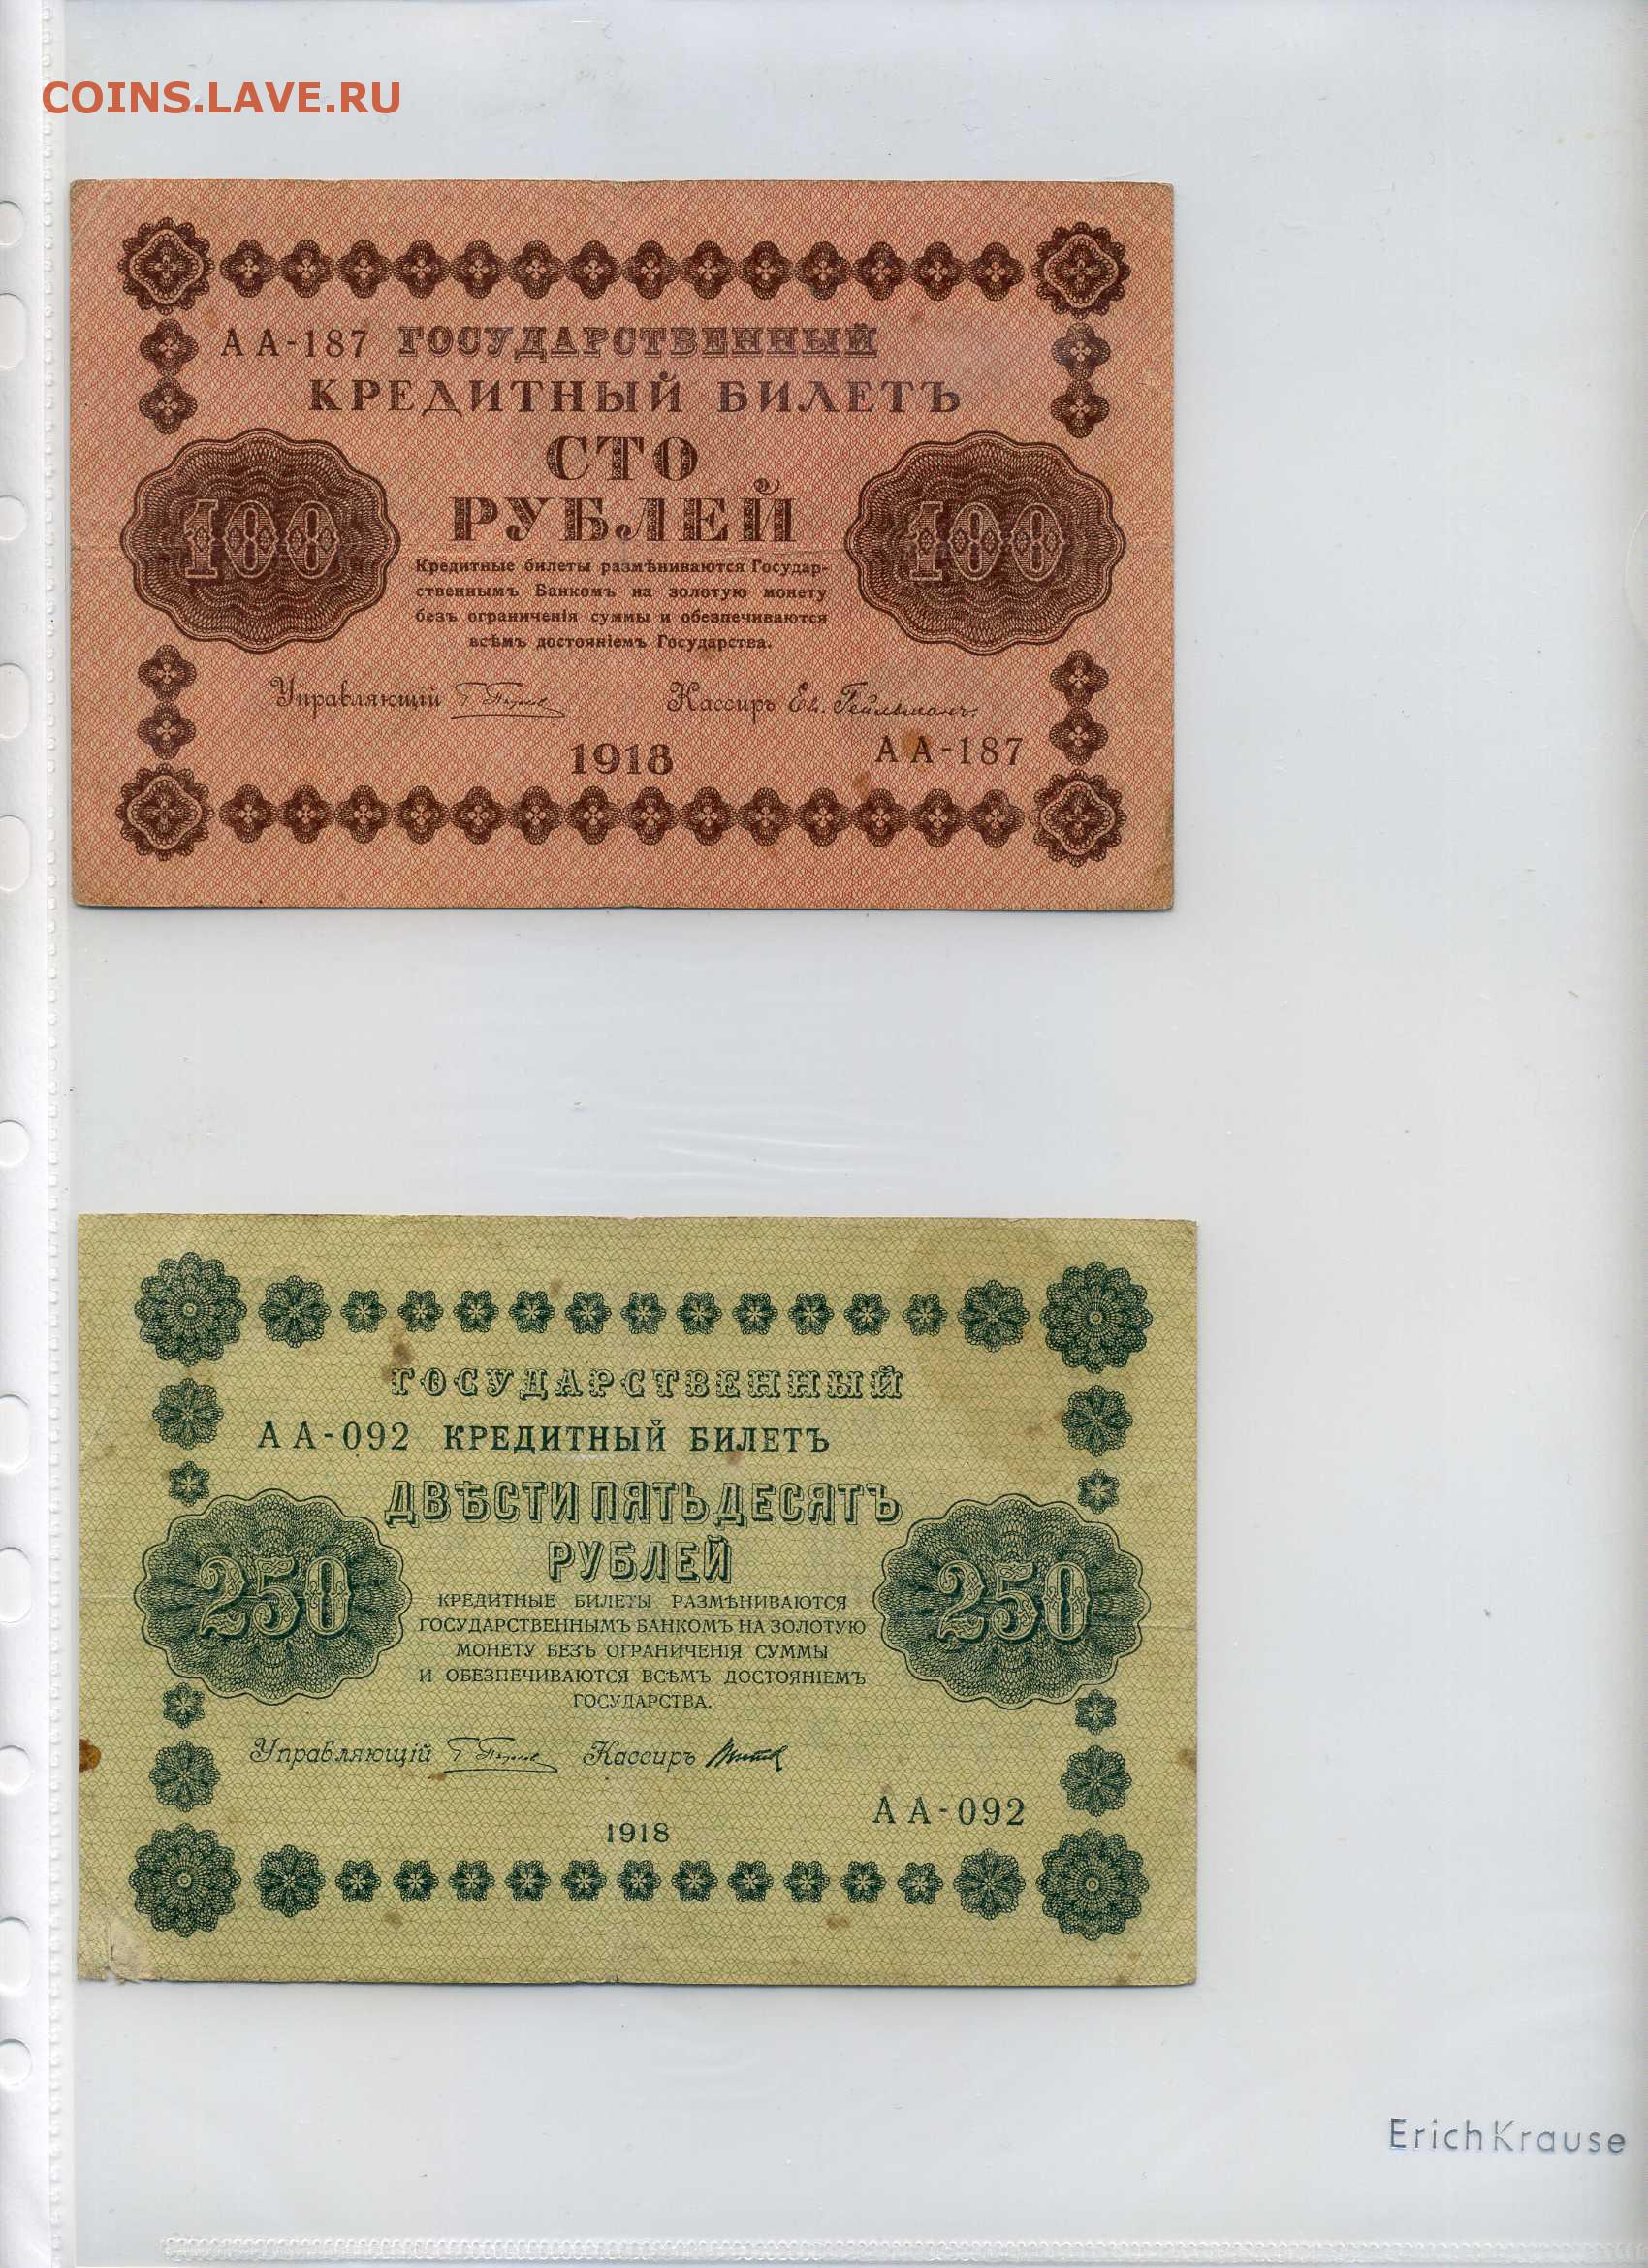 COINS.LAVE.RU
АА-187 ГОСУДАРСТВЕННЫЙ
КРЕДИТНЫЙ БИЛЕТЪ
СТО
РУБЛЕЙ
100
100
Кредитные билеты размѣниваются Государ-
ственнымъ Банкомъ на золотую монету
безъ ограниченія суммы и обезпечиваются
всѣмъ достояніемъ Государства.
Управляющій Кассиръ Ев. Гейльманъ.
1918
АА-187
ГОСУДАРСТВЕННЫЙ
АА-092 КРЕДИТНЫЙ БИЛЕТЪ
ДВѢСТИ ПЯТЬДЕСЯТЪ
РУБЛЕЙ
250
250
КРЕДИТНЫЕ БИЛЕТЫ РАЗМѢНИВАЮТСЯ
ГОСУДАРСТВЕННЫМЪ БАНКОМЪ НА ЗОЛОТУЮ
МОНЕТУ БЕЗЪ ОГРАНИЧЕНІЯ СУММЫ
И ОБЕЗПЕЧИВАЮТСЯ ВСѢМЪ ДОСТОЯНІЕМЪ
ГОСУДАРСТВА.
Управляющій Кассиръ
АА-092
1918
ErichKrause